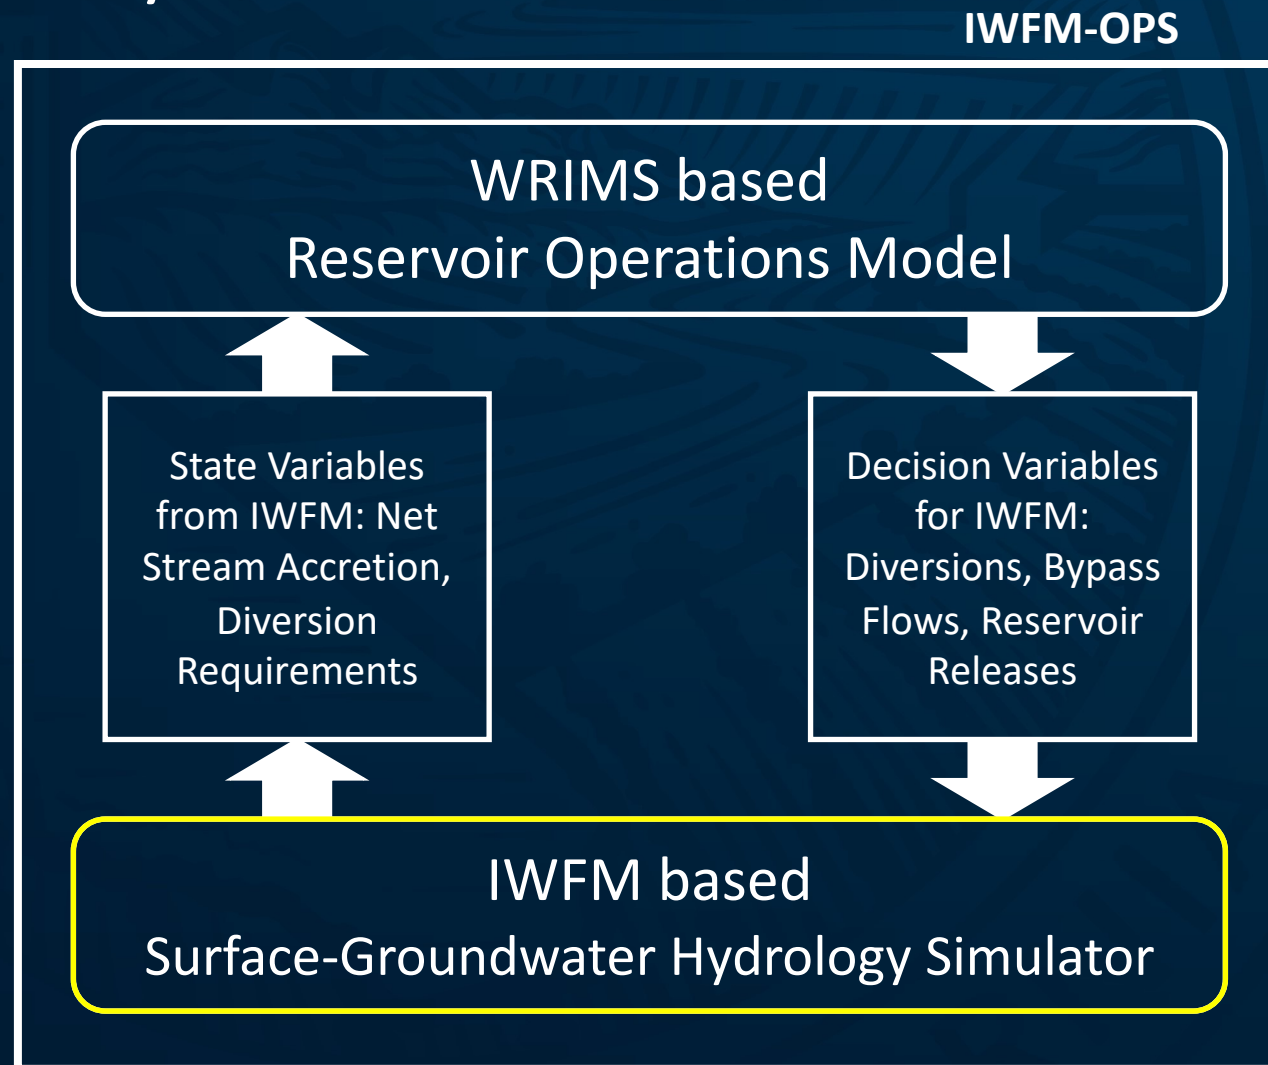 IWFM-OPS
WRIMS based
Reservoir Operations Model
State Variables
from IWFM: Net
Stream Accretion,
Diversion
Requirements
Decision Variables
for IWFM:
Diversions, Bypass
Flows, Reservoir
Releases
IWFM based
Surface-Groundwater Hydrology Simulator